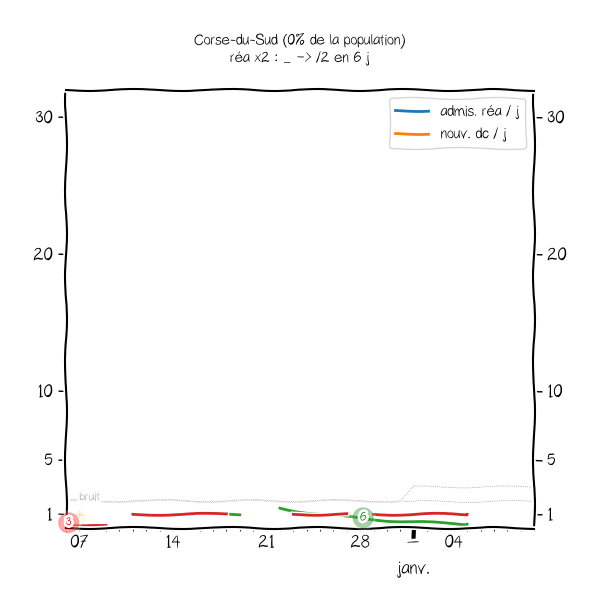 Corse-du-Sud (0% de la population)
réa x2 : _ -> /2 en 6 j
admis. réa / j
nouv. dc / j
30
30
20
20
10
10
5
5
bruit
1
1
3
6
07
14
21
28
04
janv.